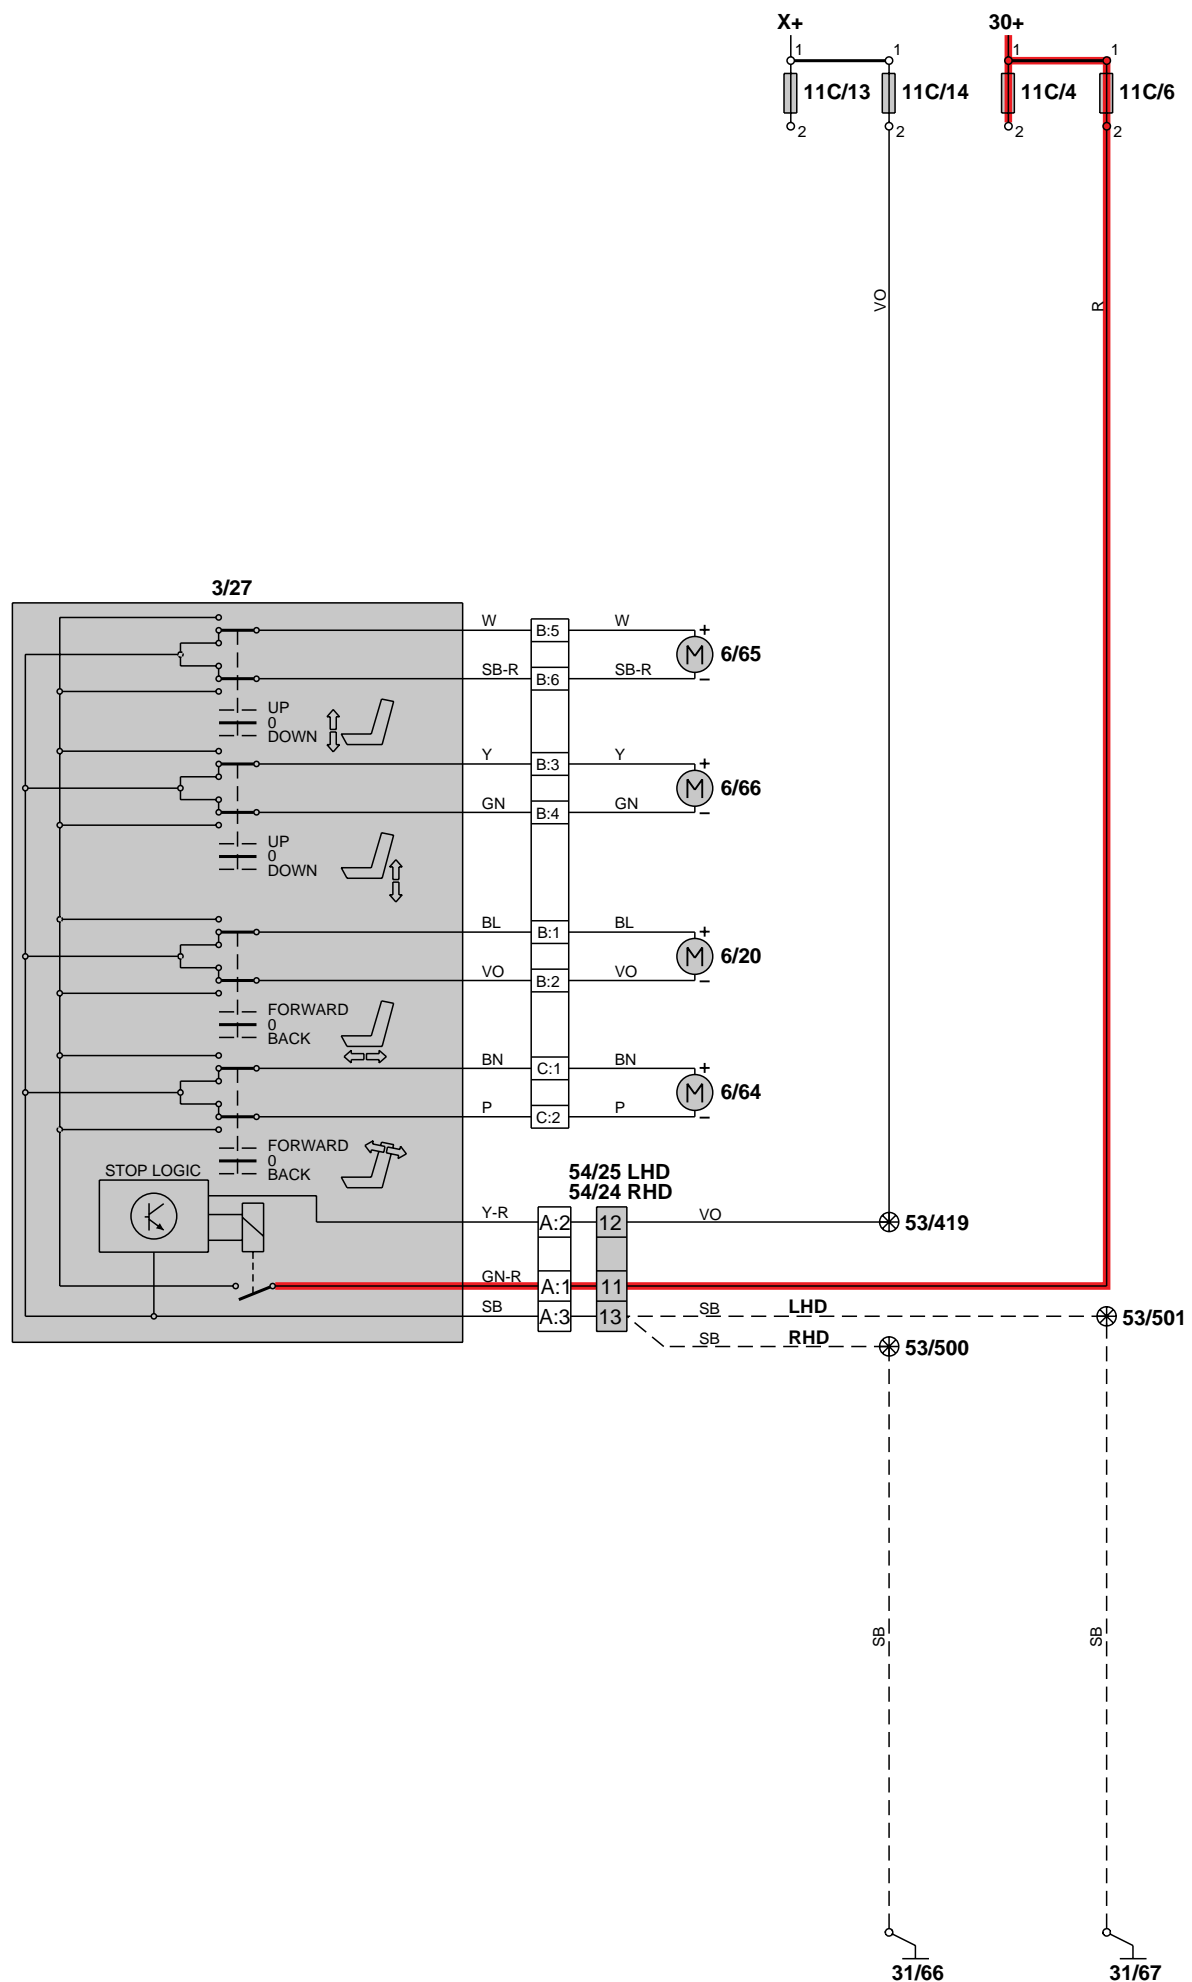 X+ 30+
1 1 1 1
11C/13 11C/14 11C/4 11C/6
2 2 2 2
VO R
3/27
W W +
B:5
M 6/65
SB-R SB-R
B:6 −
UP
0
DOWN
Y Y +
B:3
M 6/66
GN GN
B:4 −
UP
0
DOWN
BL BL +
B:1
M 6/20
VO VO
B:2 −
FORWARD
0
BACK
BN BN +
C:1
M 6/64
P P
C:2 −
FORWARD
0
BACK
STOP LOGIC
54/25 LHD
54/24 RHD
Y-R A:2 12 VO 53/419
GN-R A:1 11
SB A:3 13 SB LHD 53/501
SB RHD 53/500
SB SB
31/66 31/67